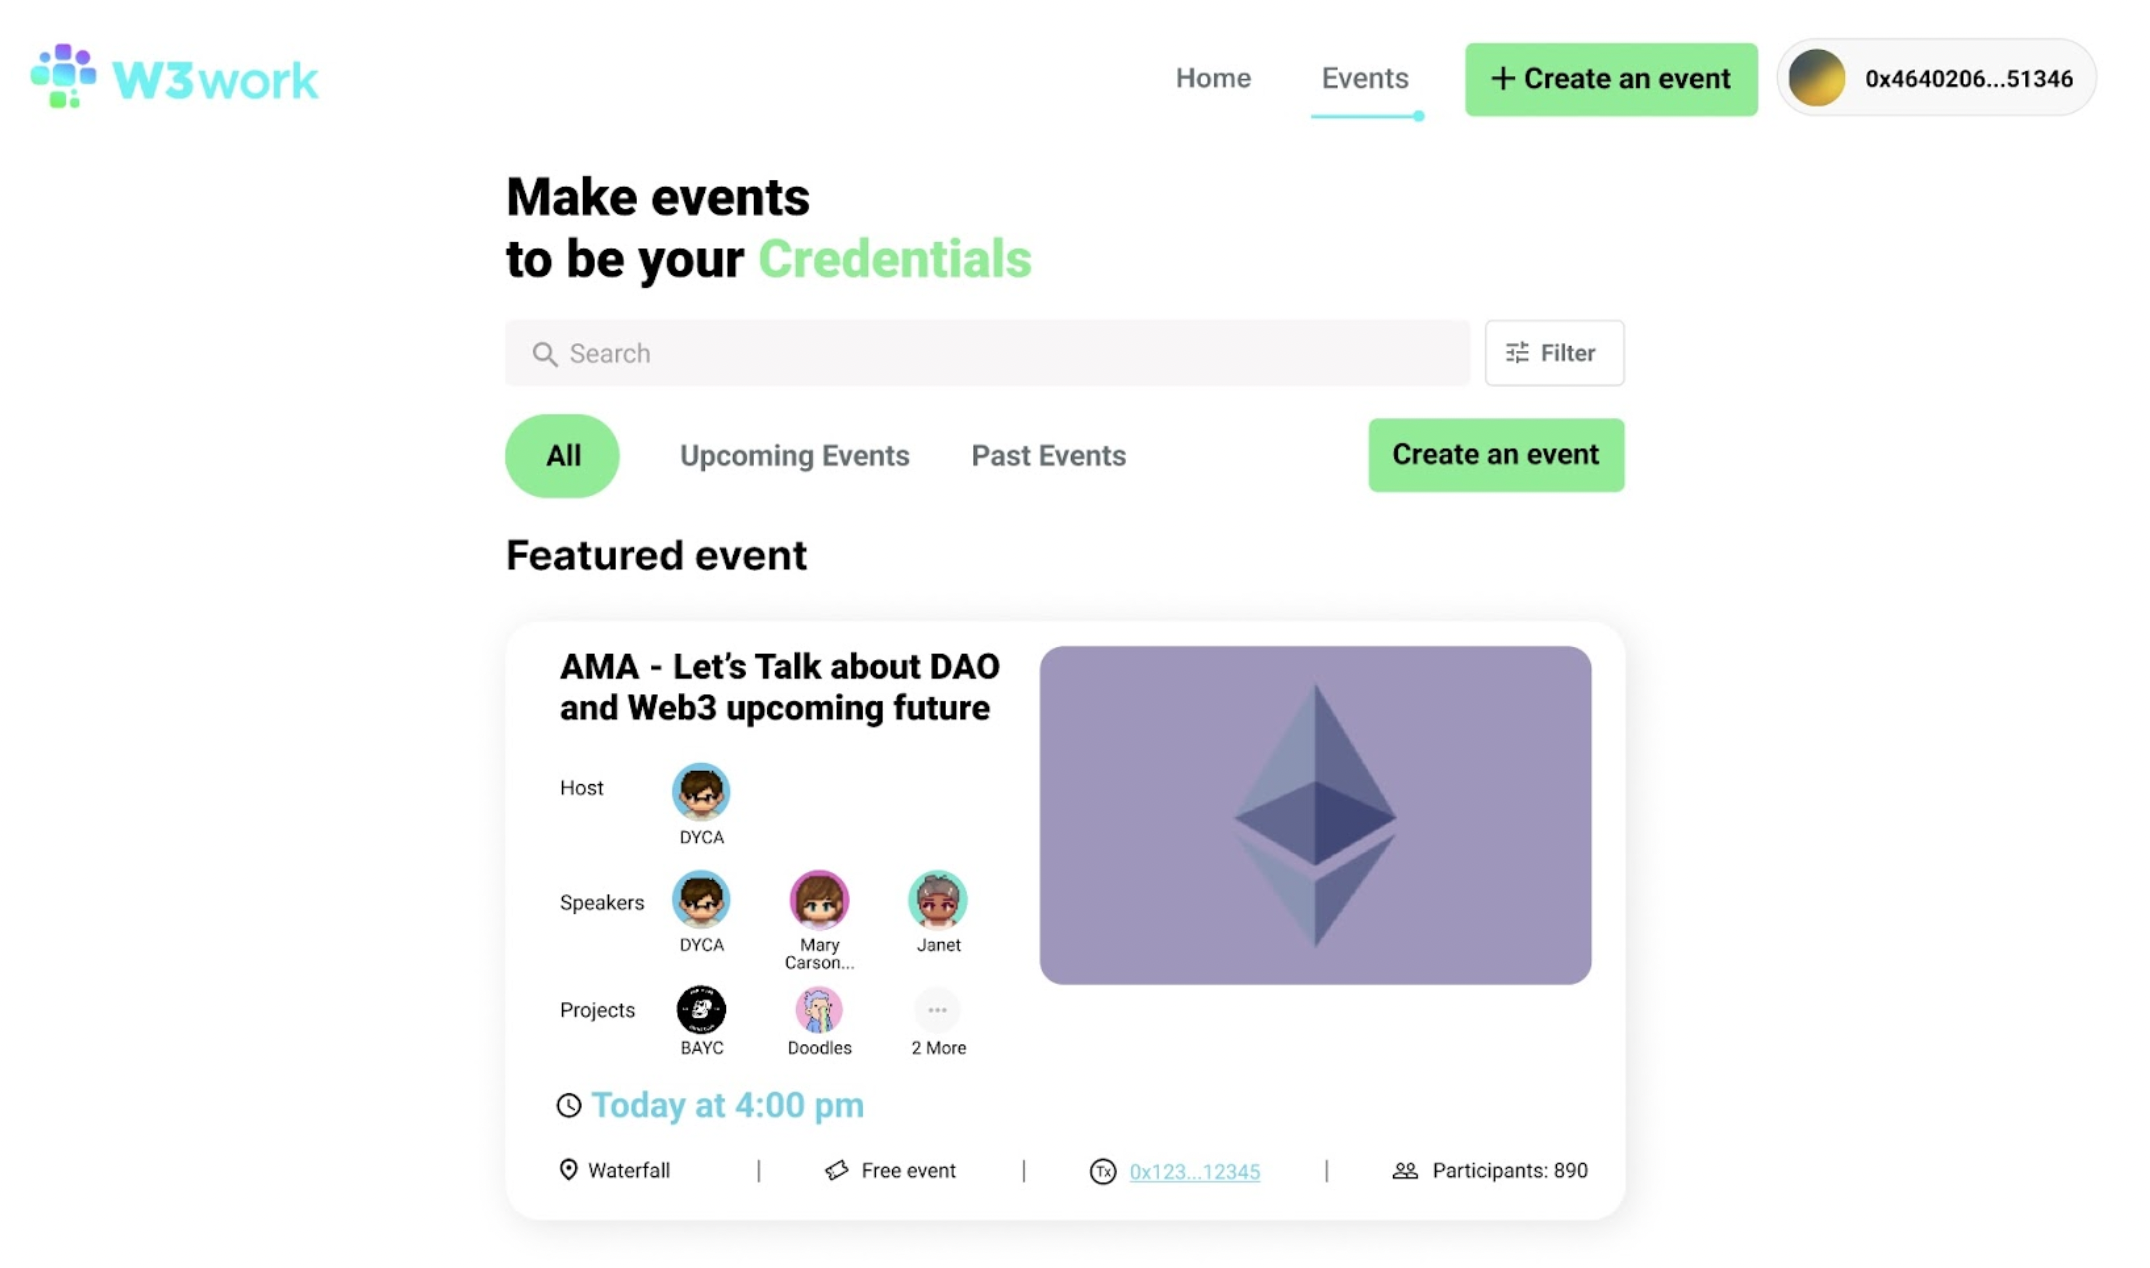 W3work
Home
Events
+ Create an event
0x4640206...51346
Make events
to be your Credentials
Search
Filter
All
Upcoming Events
Past Events
Create an event
Featured event
AMA - Let’s Talk about DAO
and Web3 upcoming future
Host
DYCA
Speakers
DYCA
Mary
Carson...
Janet
Projects
BAYC
Doodles
2 More
Today at 4:00 pm
Waterfall
|
Free event
|
Tx
0x123...12345
|
Participants: 890